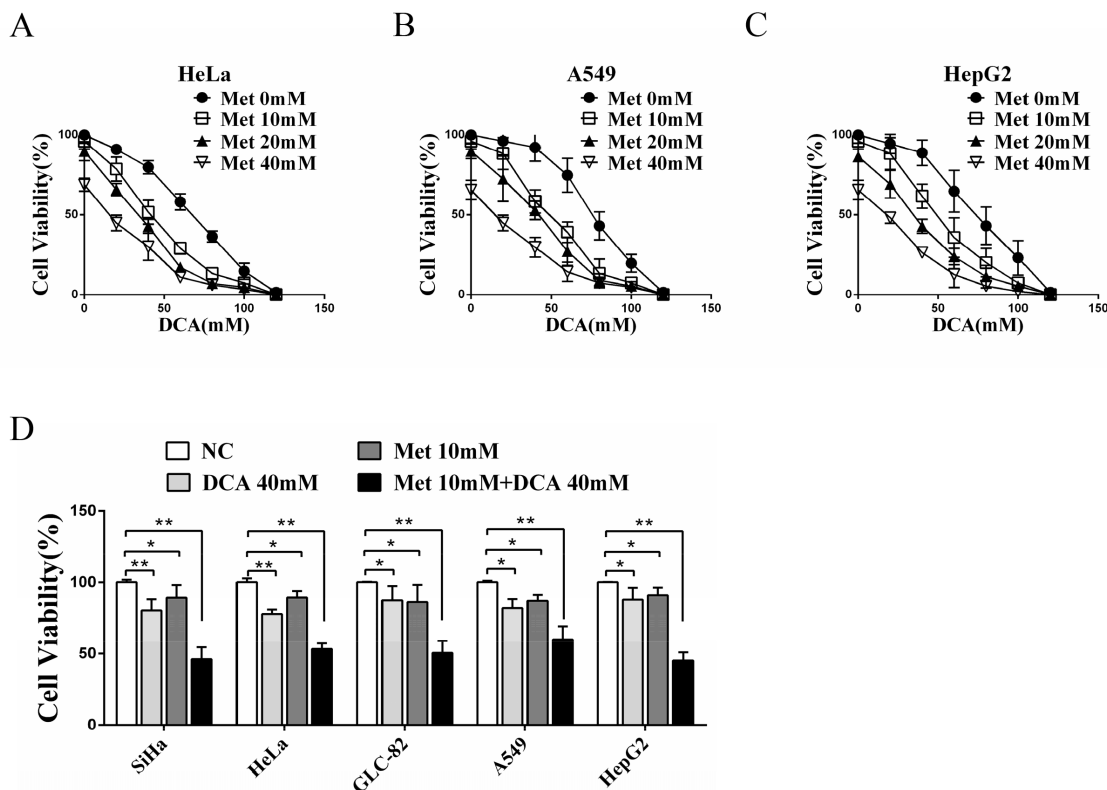 A
HeLa
Met 0mM
Met 10mM
Met 20mM
Met 40mM
Cell Viability(%)
100
50
0
0 50 100 150
DCA(mM)
B
A549
Met 0mM
Met 10mM
Met 20mM
Met 40mM
Cell Viability(%)
100
50
0
0 50 100 150
DCA(mM)
C
HepG2
Met 0mM
Met 10mM
Met 20mM
Met 40mM
Cell Viability(%)
100
50
0
0 50 100 150
DCA(mM)
D
NC
DCA 40mM
Met 10mM
Met 10mM+DCA 40mM
Cell Viability(%)
150
100
50
0
** ** ** ** **
* * * * *
** ** * * *
SiHa HeLa GLC-82 A549 HepG2